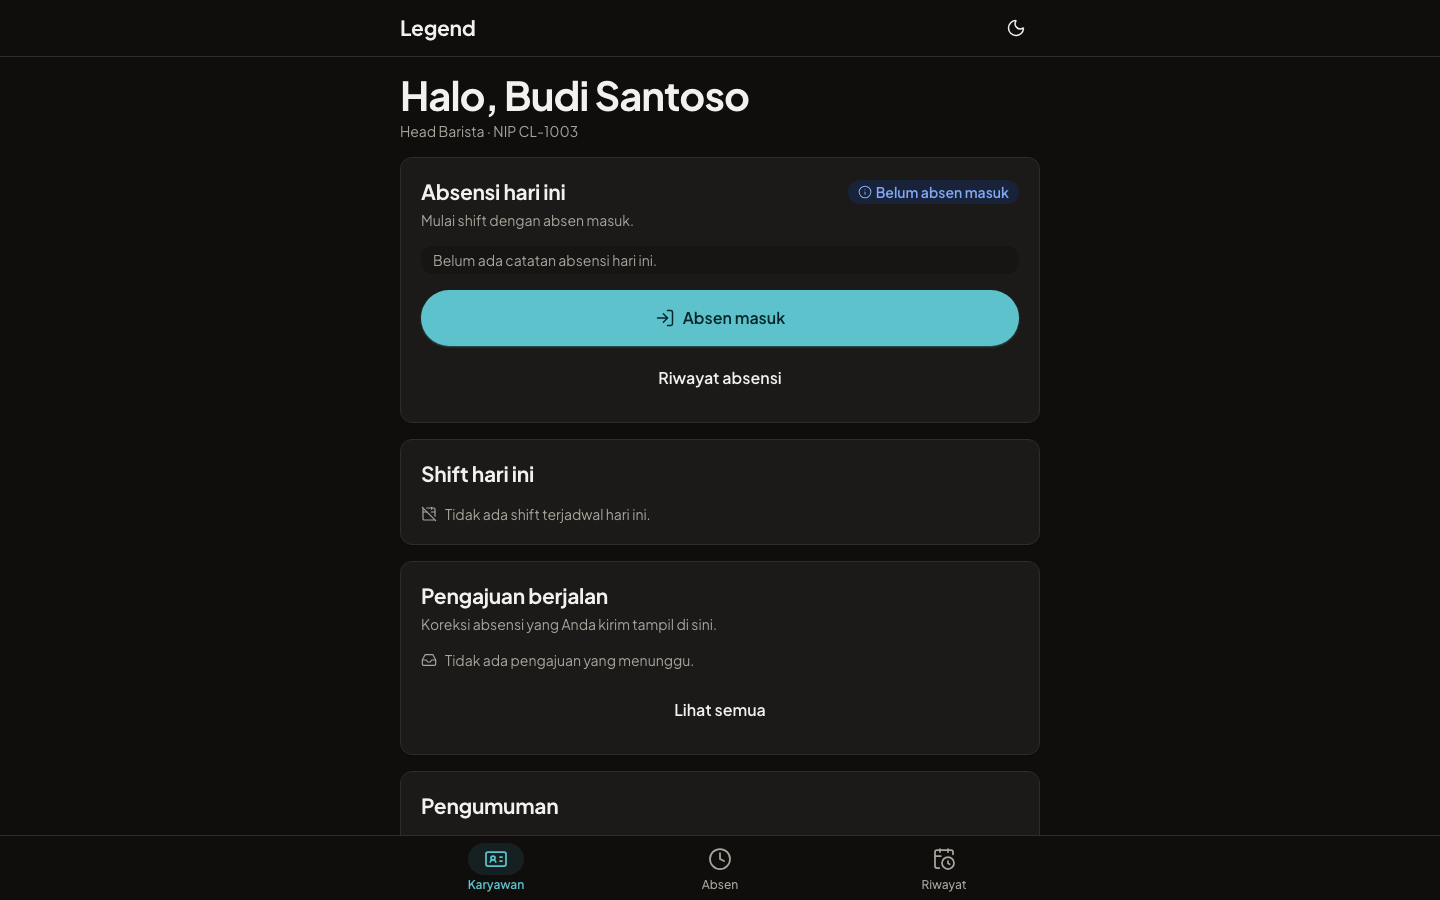 Legend
Halo, Budi Santoso
Head Barista · NIP CL-1003
Absensi hari ini
Belum absen masuk
Mulai shift dengan absen masuk.
Belum ada catatan absensi hari ini.
Absen masuk
Riwayat absensi
Shift hari ini
Tidak ada shift terjadwal hari ini.
Pengajuan berjalan
Koreksi absensi yang Anda kirim tampil di sini.
Tidak ada pengajuan yang menunggu.
Lihat semua
Pengumuman
Karyawan
Absen
Riwayat